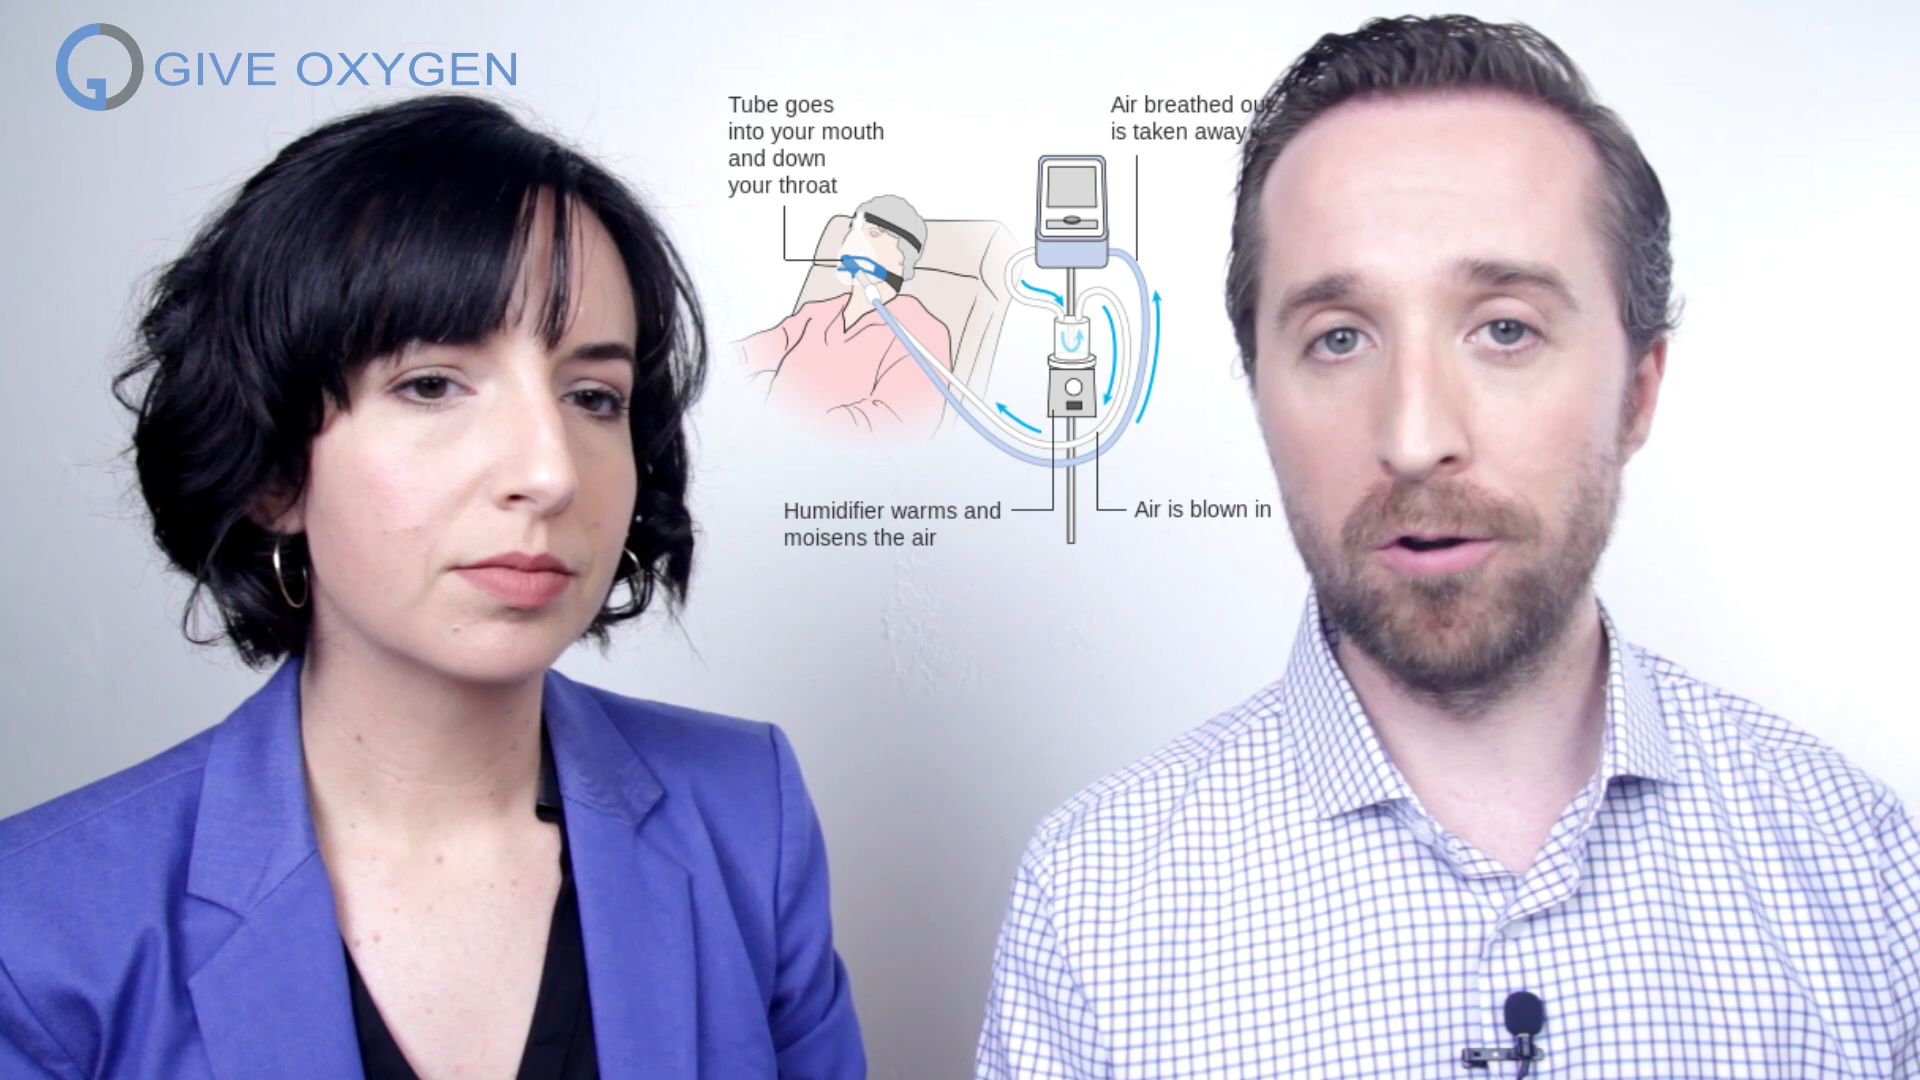 GIVE OXYGEN
Tube goes
into your mouth
and down
your throat
Air breathed out
is taken away
Humidifier warms and
moisens the air
Air is blown in